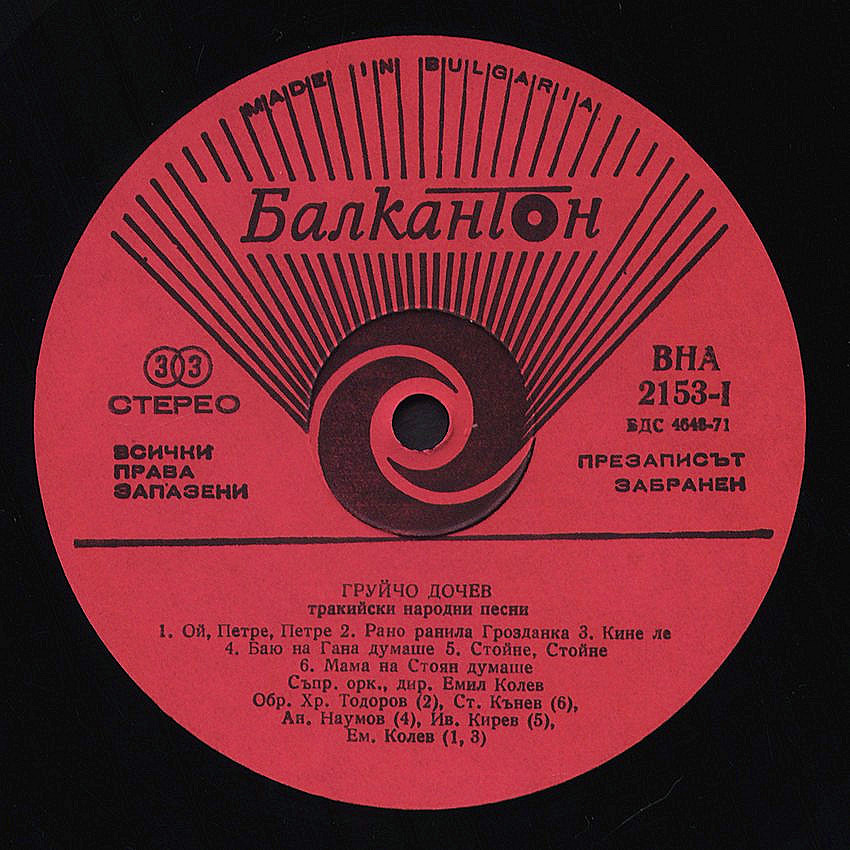 MADE IN BULGARIA
Балкантон
33
СТЕРЕО
ВСИЧКИ
ПРАВА
ЗАПАЗЕНИ
ВНА
2153-I
БДС 4648-71
ПРЕЗАПИСЪТ
ЗАБРАНЕН
ГРУЙЧО ДОЧЕВ
тракийски народни песни
1. Ой, Петре, Петре 2. Рано ранила Грозданка 3. Кине ле
4. Баю на Гана думаше 5. Стойне, Стойне
6. Мама на Стоян думаше
Съпр. орк., дир. Емил Колев
Обр. Хр. Тодоров (2), Ст. Кънев (6),
Ан. Наумов (4), Ив. Кирев (5),
Ем. Колев (1, 3)